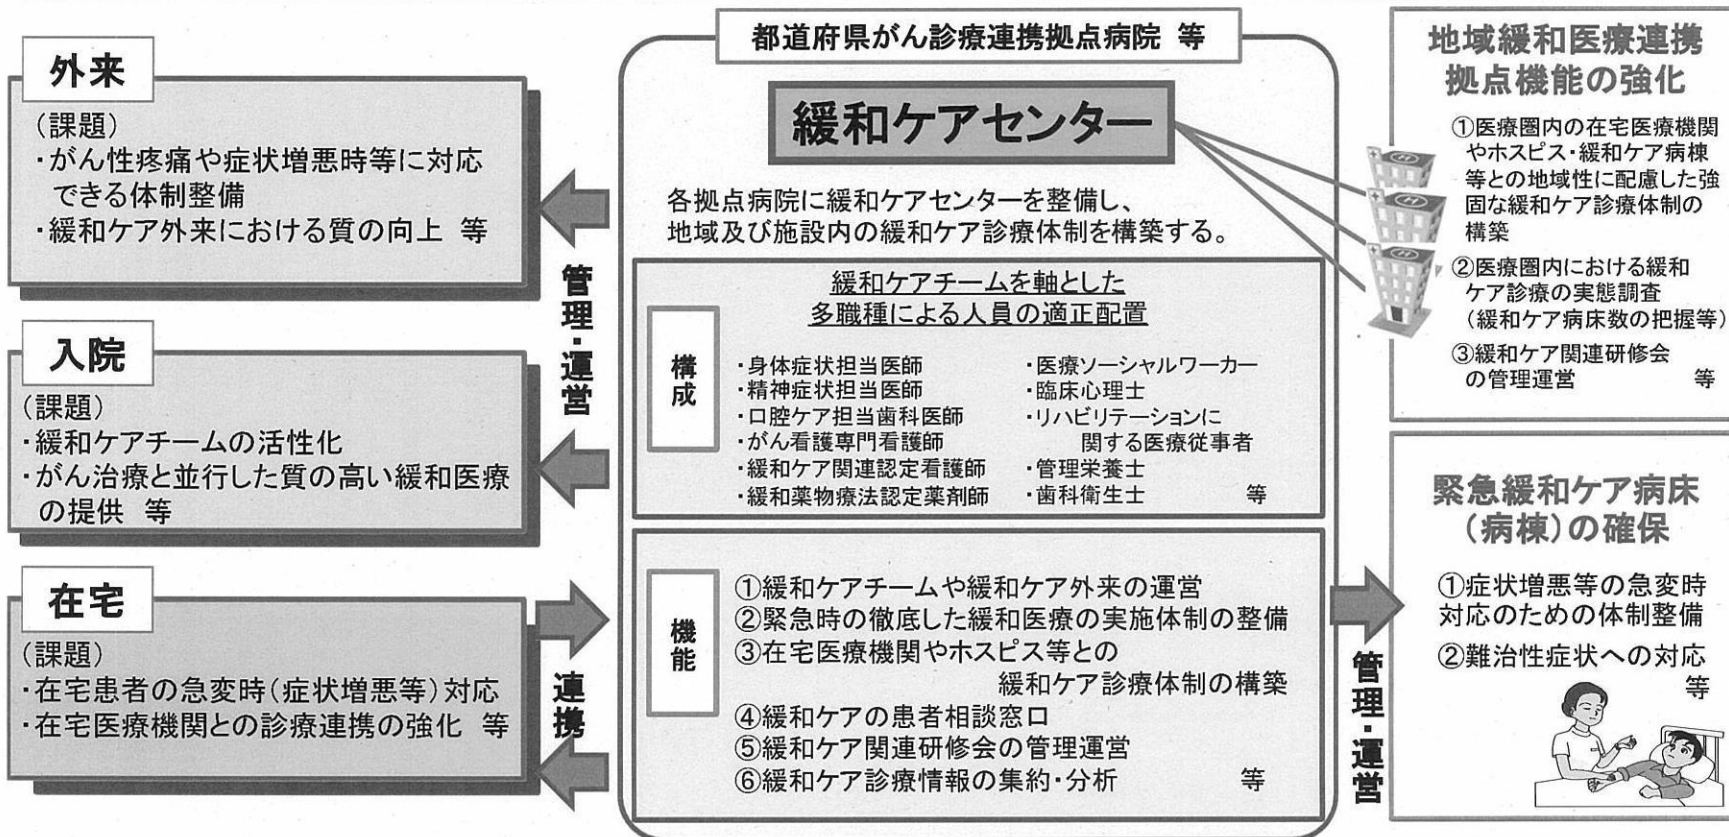 外来
(課題)
・がん性疼痛や症状増悪時等に対応
できる体制整備
・緩和ケア外来における質の向上 等
入院
(課題)
・緩和ケアチームの活性化
・がん治療と並行した質の高い緩和医療
の提供 等
在宅
(課題)
・在宅患者の急変時(症状増悪等)対応
・在宅医療機関との診療連携の強化 等
管理・運営
連携
都道府県がん診療連携拠点病院 等
緩和ケアセンター
各拠点病院に緩和ケアセンターを整備し、
地域及び施設内の緩和ケア診療体制を構築する。
緩和ケアチームを軸とした
多職種による人員の適正配置
構成
・身体症状担当医師
・精神症状担当医師
・口腔ケア担当歯科医師
・がん看護専門看護師
・緩和ケア関連認定看護師
・緩和薬物療法認定薬剤師
・医療ソーシャルワーカー
・臨床心理士
・リハビリテーションに
関する医療従事者
・管理栄養士
・歯科衛生士 等
機能
①緩和ケアチームや緩和ケア外来の運営
②緊急時の徹底した緩和医療の実施体制の整備
③在宅医療機関やホスピス等との
緩和ケア診療体制の構築
④緩和ケアの患者相談窓口
⑤緩和ケア関連研修会の管理運営
⑥緩和ケア診療情報の集約・分析 等
管理・運営
地域緩和医療連携
拠点機能の強化
①医療圏内の在宅医療機関
やホスピス・緩和ケア病棟
等との地域性に配慮した強
固な緩和ケア診療体制の
構築
②医療圏内における緩和
ケア診療の実態調査
(緩和ケア病床数の把握等)
③緩和ケア関連研修会
の管理運営 等
緊急緩和ケア病床
(病棟)の確保
①症状増悪等の急変時
対応のための体制整備
②難治性症状への対応
等